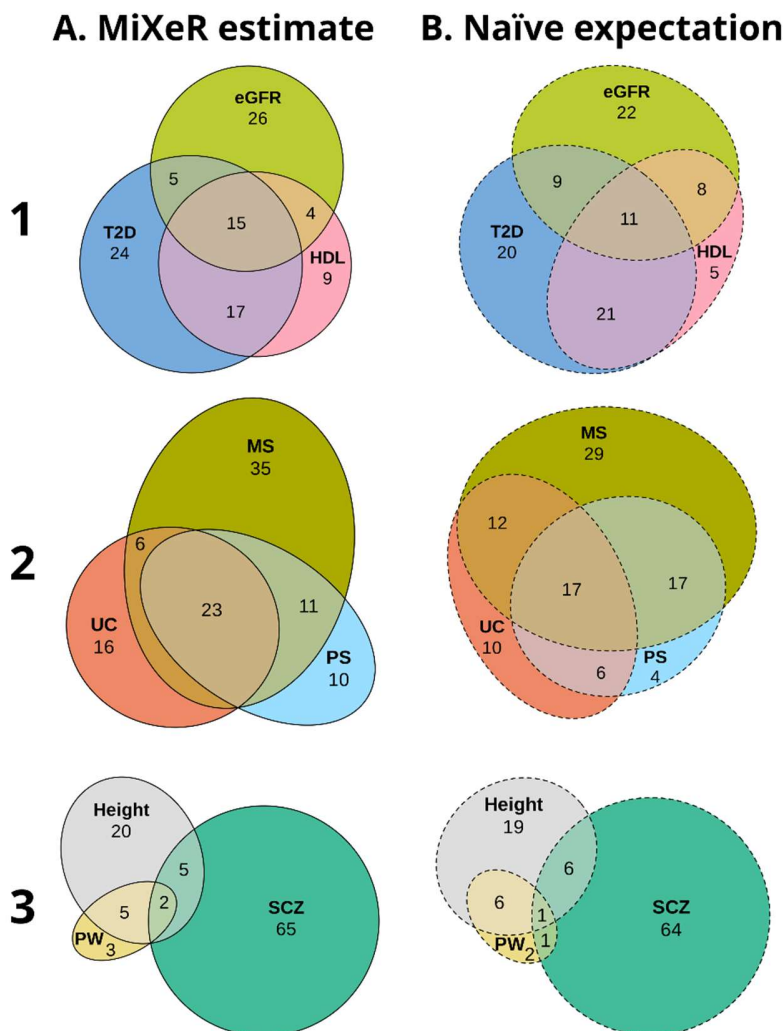 A. MiXeR estimate
B. Naïve expectation
1
eGFR
26
5
15
4
T2D
24
HDL
9
17
eGFR
22
9
8
11
T2D
20
HDL
5
21
2
MS
35
6
23
11
UC
16
PS
10
MS
29
12
17
17
UC
10
6
PS
4
3
Height
20
5
5
2
SCZ
65
PW
3
Height
19
6
6
1
SCZ
64
PW
2
1